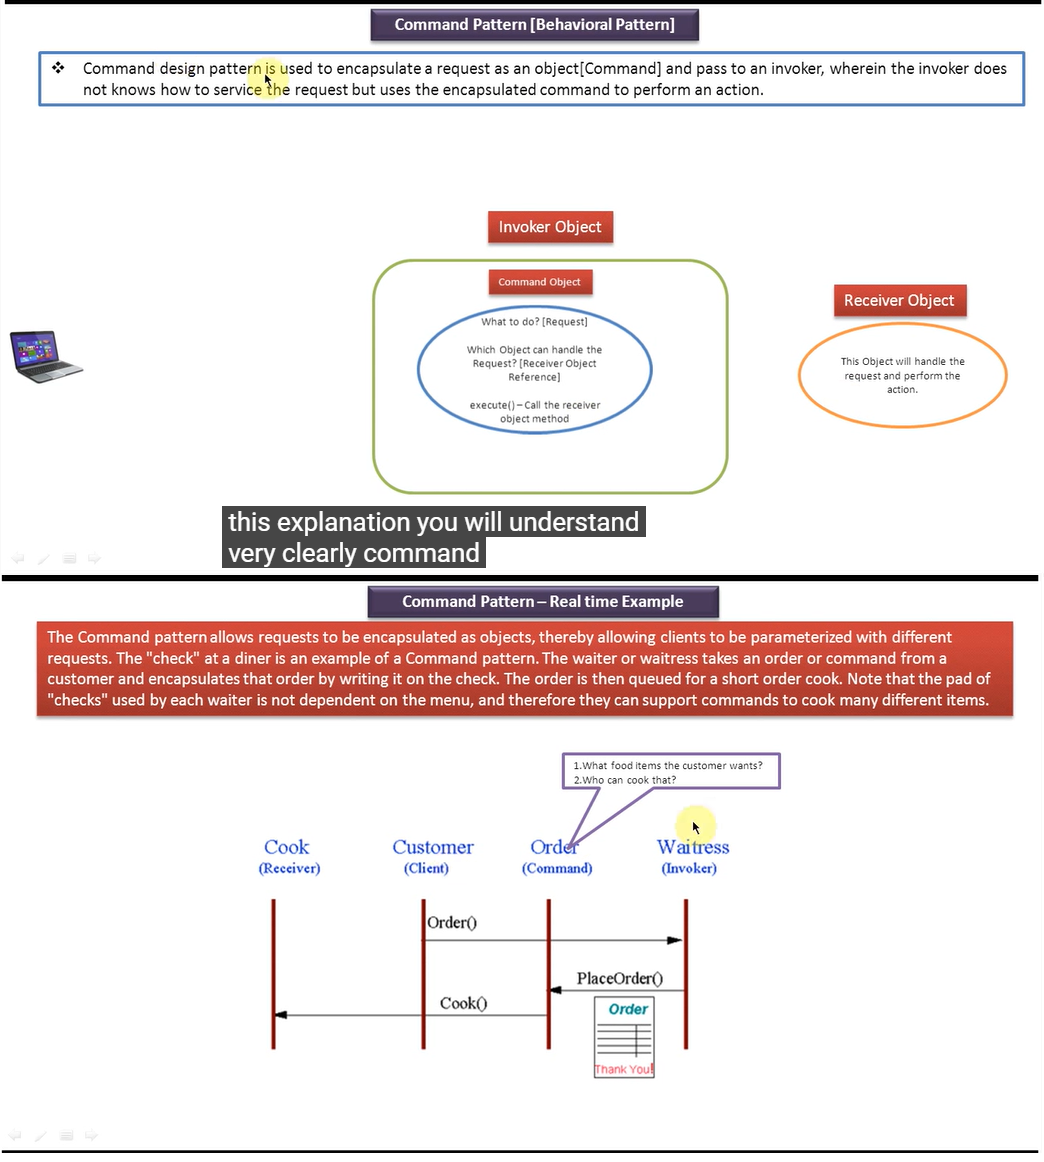 Command Pattern [Behavioral Pattern]
❖ Command design pattern is used to encapsulate a request as an object[Command] and pass to an invoker, wherein the invoker does
not knows how to service the request but uses the encapsulated command to perform an action.
Invoker Object
Command Object
What to do? [Request]
Which Object can handle the
Request? [Receiver Object
Reference]
execute() – Call the receiver
object method
Receiver Object
This Object will handle the
request and perform the
action.
this explanation you will understand
very clearly command
Command Pattern – Real time Example
The Command pattern allows requests to be encapsulated as objects, thereby allowing clients to be parameterized with different
requests. The "check" at a diner is an example of a Command pattern. The waiter or waitress takes an order or command from a
customer and encapsulates that order by writing it on the check. The order is then queued for a short order cook. Note that the pad of
"checks" used by each waiter is not dependent on the menu, and therefore they can support commands to cook many different items.
1.What food items the customer wants?
2.Who can cook that?
Cook Customer Order Waitress
(Receiver) (Client) (Command) (Invoker)
Order()
PlaceOrder()
Cook()
Order
Thank You!